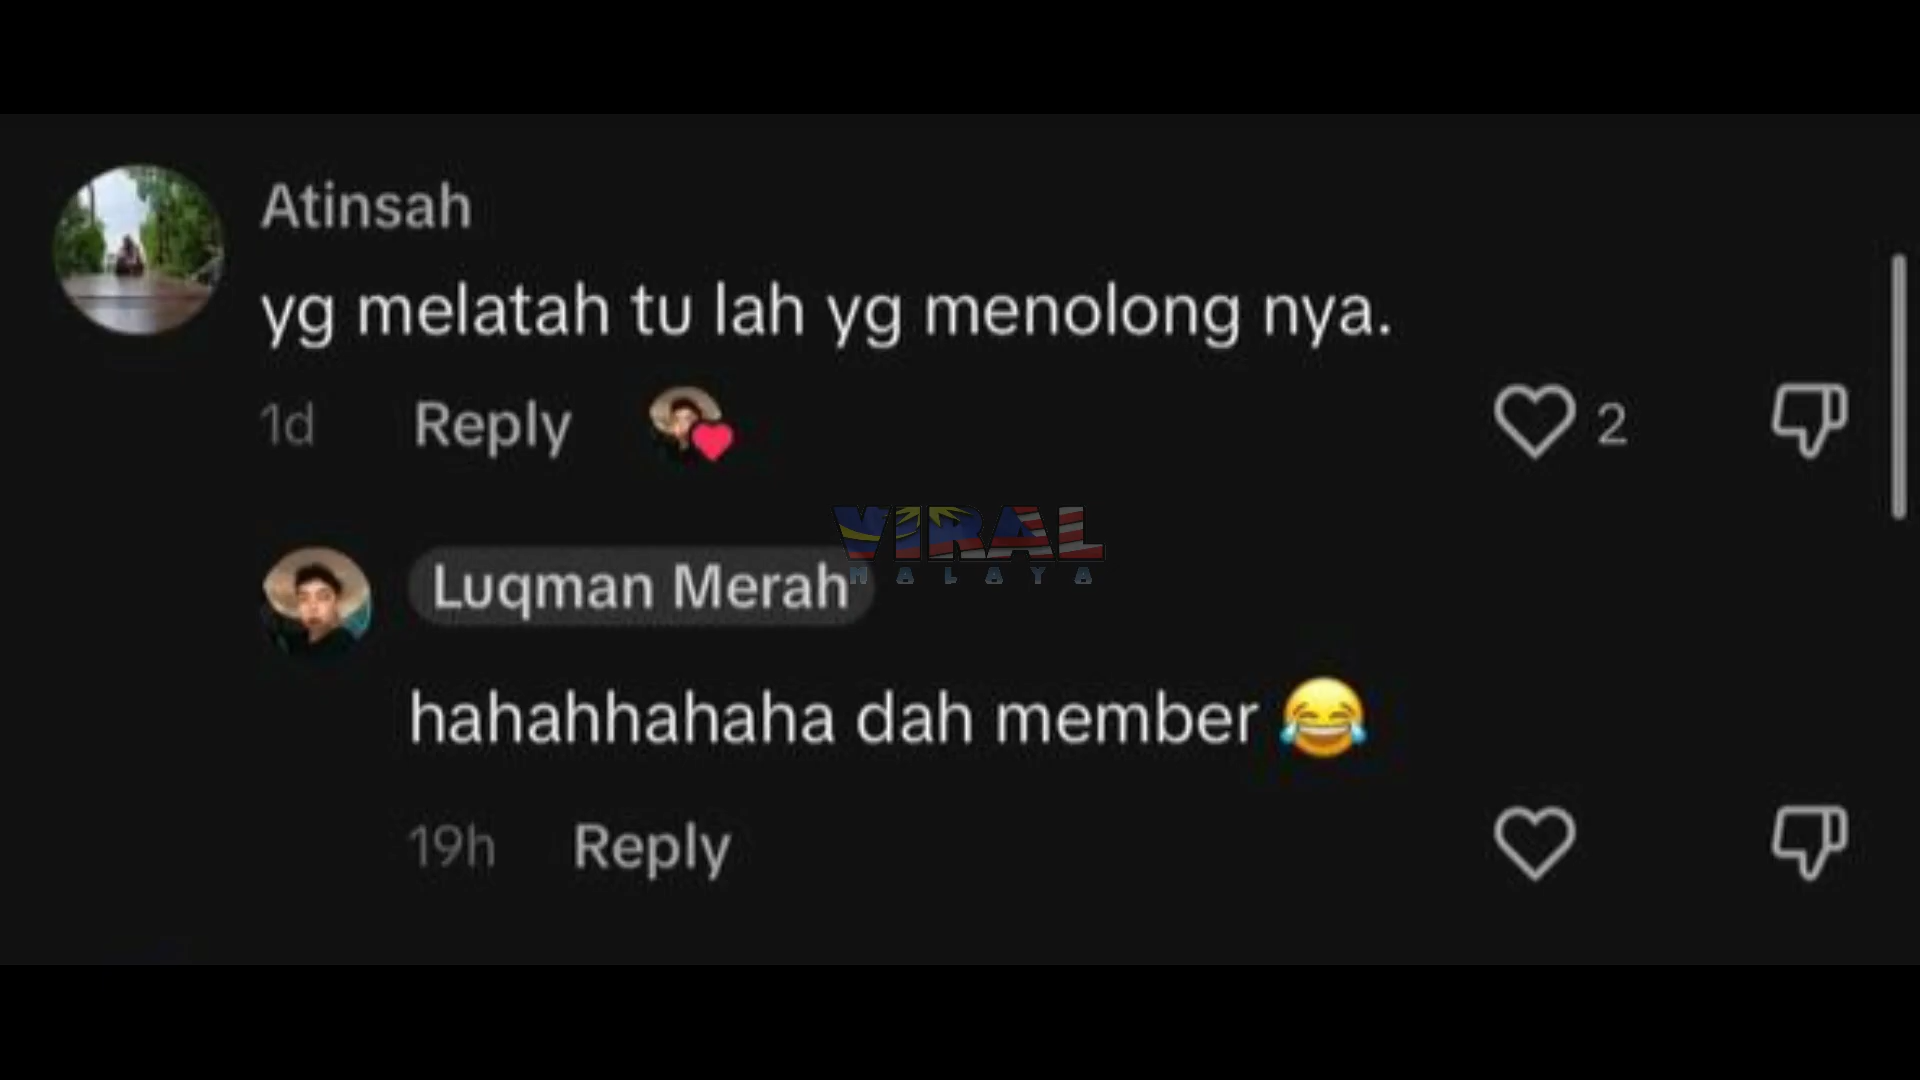 Atinsah
yg melatah tu lah yg menolong nya.
1d Reply 2
VIRAL
MALAYA
Luqman Merah
hahahhahaha dah member 😂
19h Reply